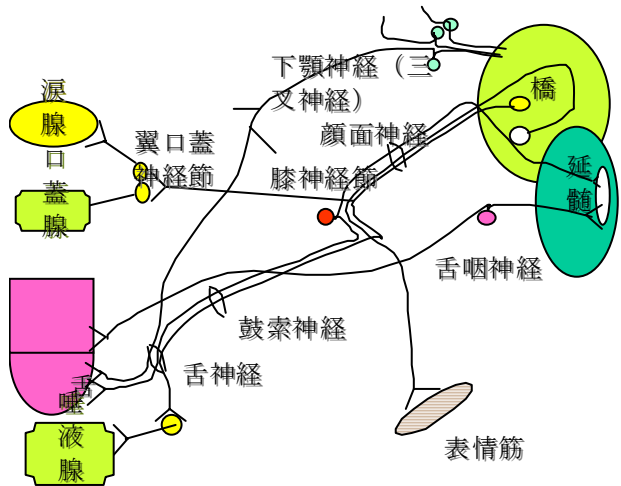 下顎神経（三
叉神経）
橋
涙
腺
顔面神経
翼口蓋
神経節
口
蓋
腺
膝神経節
延
髄
舌咽神経
鼓索神経
舌神経
舌
唾
液
腺
表情筋